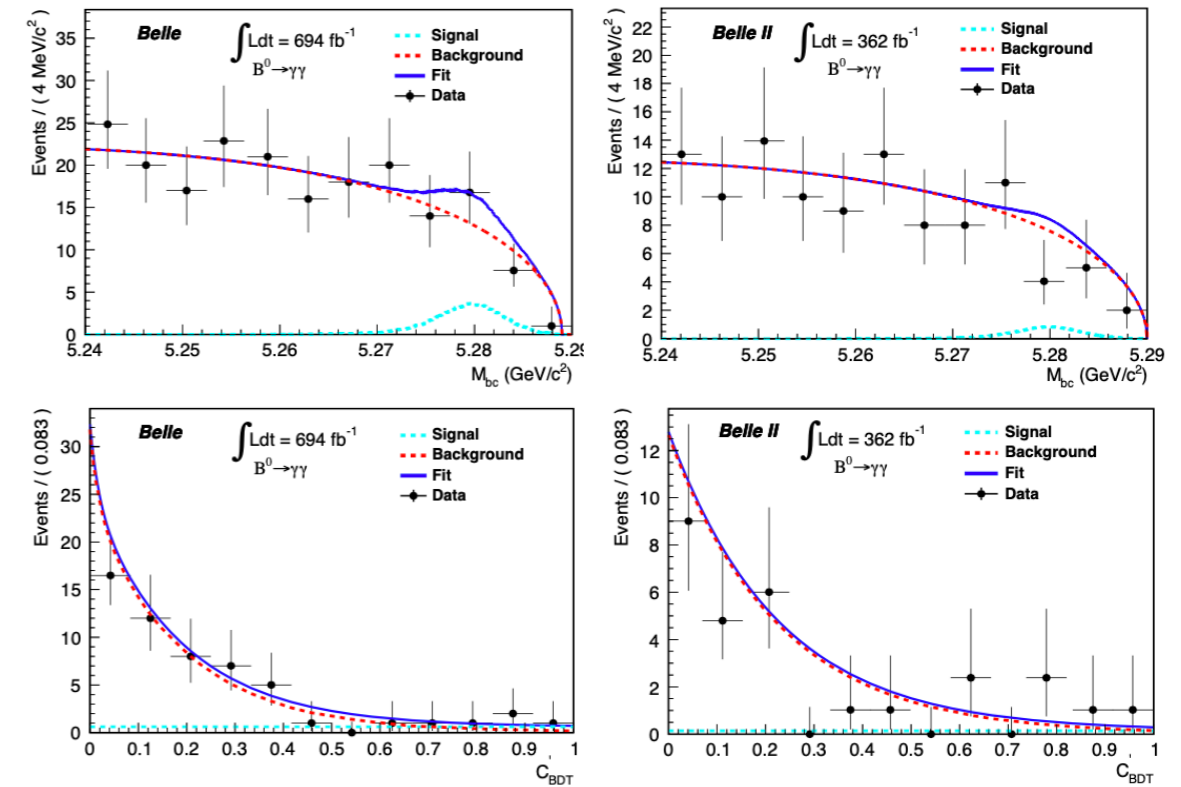 Belle
∫Ldt = 694 fb⁻¹
B⁰→γγ
Signal
Background
Fit
Data
Events / ( 4 MeV/c²)
35
30
25
20
15
10
5
0
5.24 5.25 5.26 5.27 5.28 5.29
M_bc (GeV/c²)
Belle II
∫Ldt = 362 fb⁻¹
B⁰→γγ
Signal
Background
Fit
Data
Events / ( 4 MeV/c²)
22
20
18
16
14
12
10
8
6
4
2
0
5.24 5.25 5.26 5.27 5.28 5.29
M_bc (GeV/c²)
Belle
∫Ldt = 694 fb⁻¹
B⁰→γγ
Signal
Background
Fit
Data
Events / ( 0.083 )
30
25
20
15
10
5
0
0 0.1 0.2 0.3 0.4 0.5 0.6 0.7 0.8 0.9 1
C'_BDT
Belle II
∫Ldt = 362 fb⁻¹
B⁰→γγ
Signal
Background
Fit
Data
Events / ( 0.083 )
12
10
8
6
4
2
0
0 0.1 0.2 0.3 0.4 0.5 0.6 0.7 0.8 0.9 1
C'_BDT